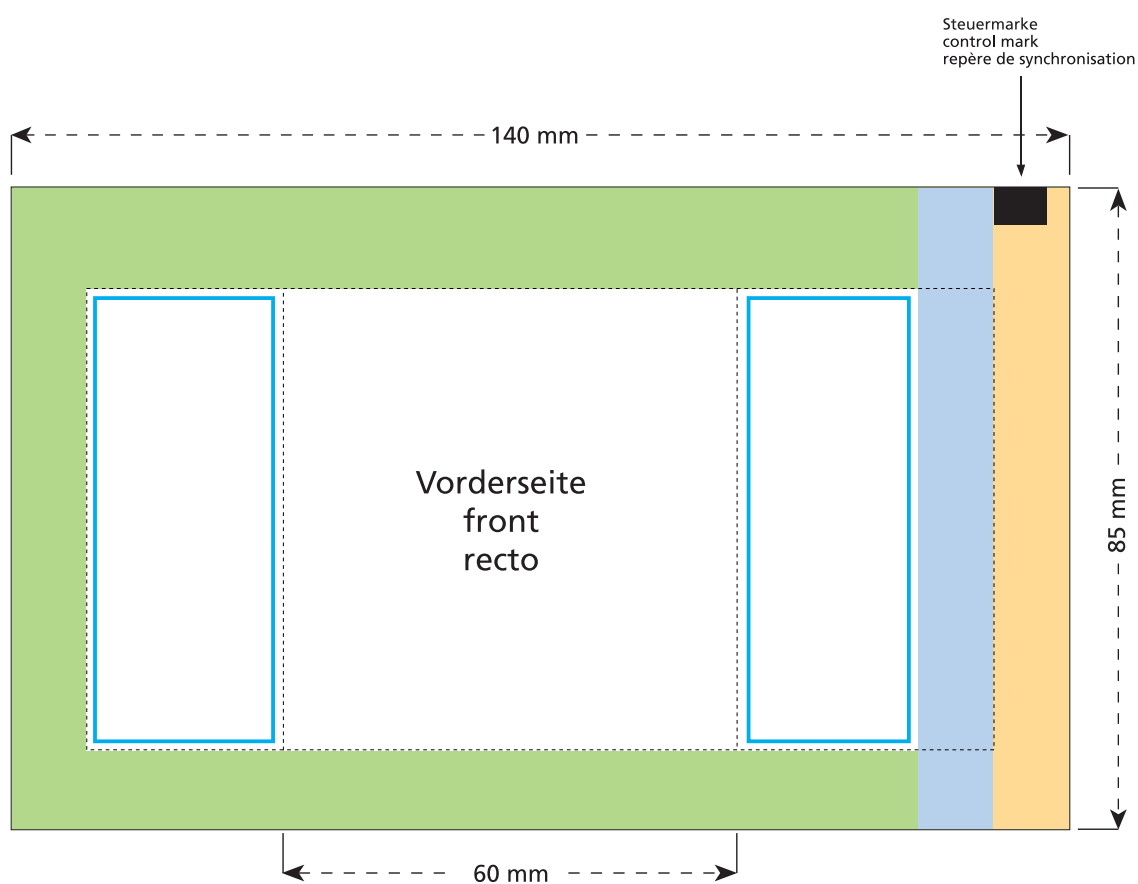 Steuermarke
control mark
repère de synchronisation
140 mm
Vorderseite
front
recto
85 mm
60 mm